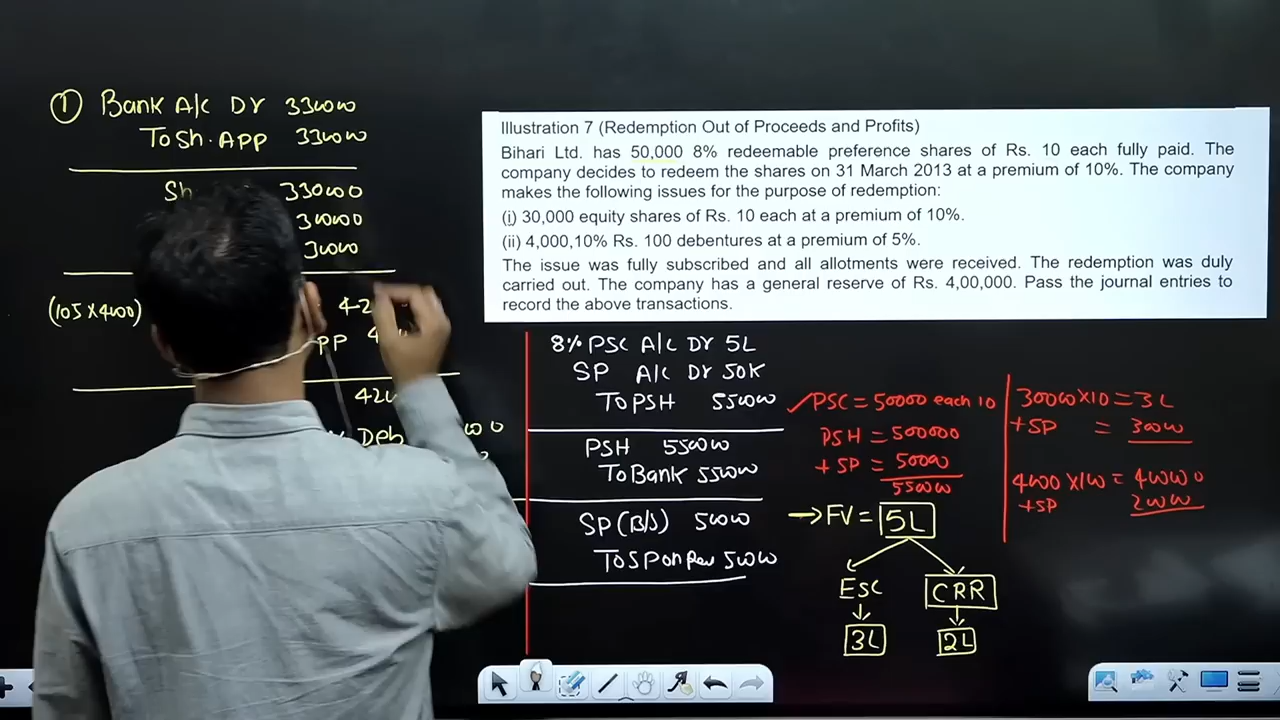 ① Bank A/c Dr 330000
To Sh. App 330000
Sh 330000
300000
30000
(105 x 4000) 42
PP 4
420
Deb
Illustration 7 (Redemption Out of Proceeds and Profits)
Bihari Ltd. has 50,000 8% redeemable preference shares of Rs. 10 each fully paid. The
company decides to redeem the shares on 31 March 2013 at a premium of 10%. The company
makes the following issues for the purpose of redemption:
(i) 30,000 equity shares of Rs. 10 each at a premium of 10%.
(ii) 4,000,10% Rs. 100 debentures at a premium of 5%.
The issue was fully subscribed and all allotments were received. The redemption was duly
carried out. The company has a general reserve of Rs. 4,00,000. Pass the journal entries to
record the above transactions.
8% PSC A/c Dr 5L
SP A/c Dr 50K
To PSH 550000
PSH 550000
To Bank 550000
SP (B/S) 50000
To SP on Rev 50000
✓PSC = 50000 each 10
PSH = 500000
+ SP = 50000
550000
→FV = 5L
ESC CRR
3L 2L
30000 x 10 = 3L
+SP = 30000
4000 x 100 = 400000
+SP 20000